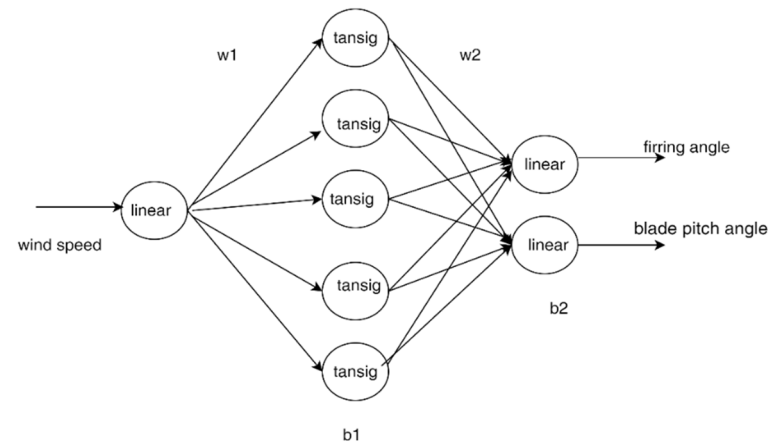 tansig
w1
w2
tansig
firring angle
linear
tansig
linear
wind speed
blade pitch angle
linear
tansig
b2
tansig
b1